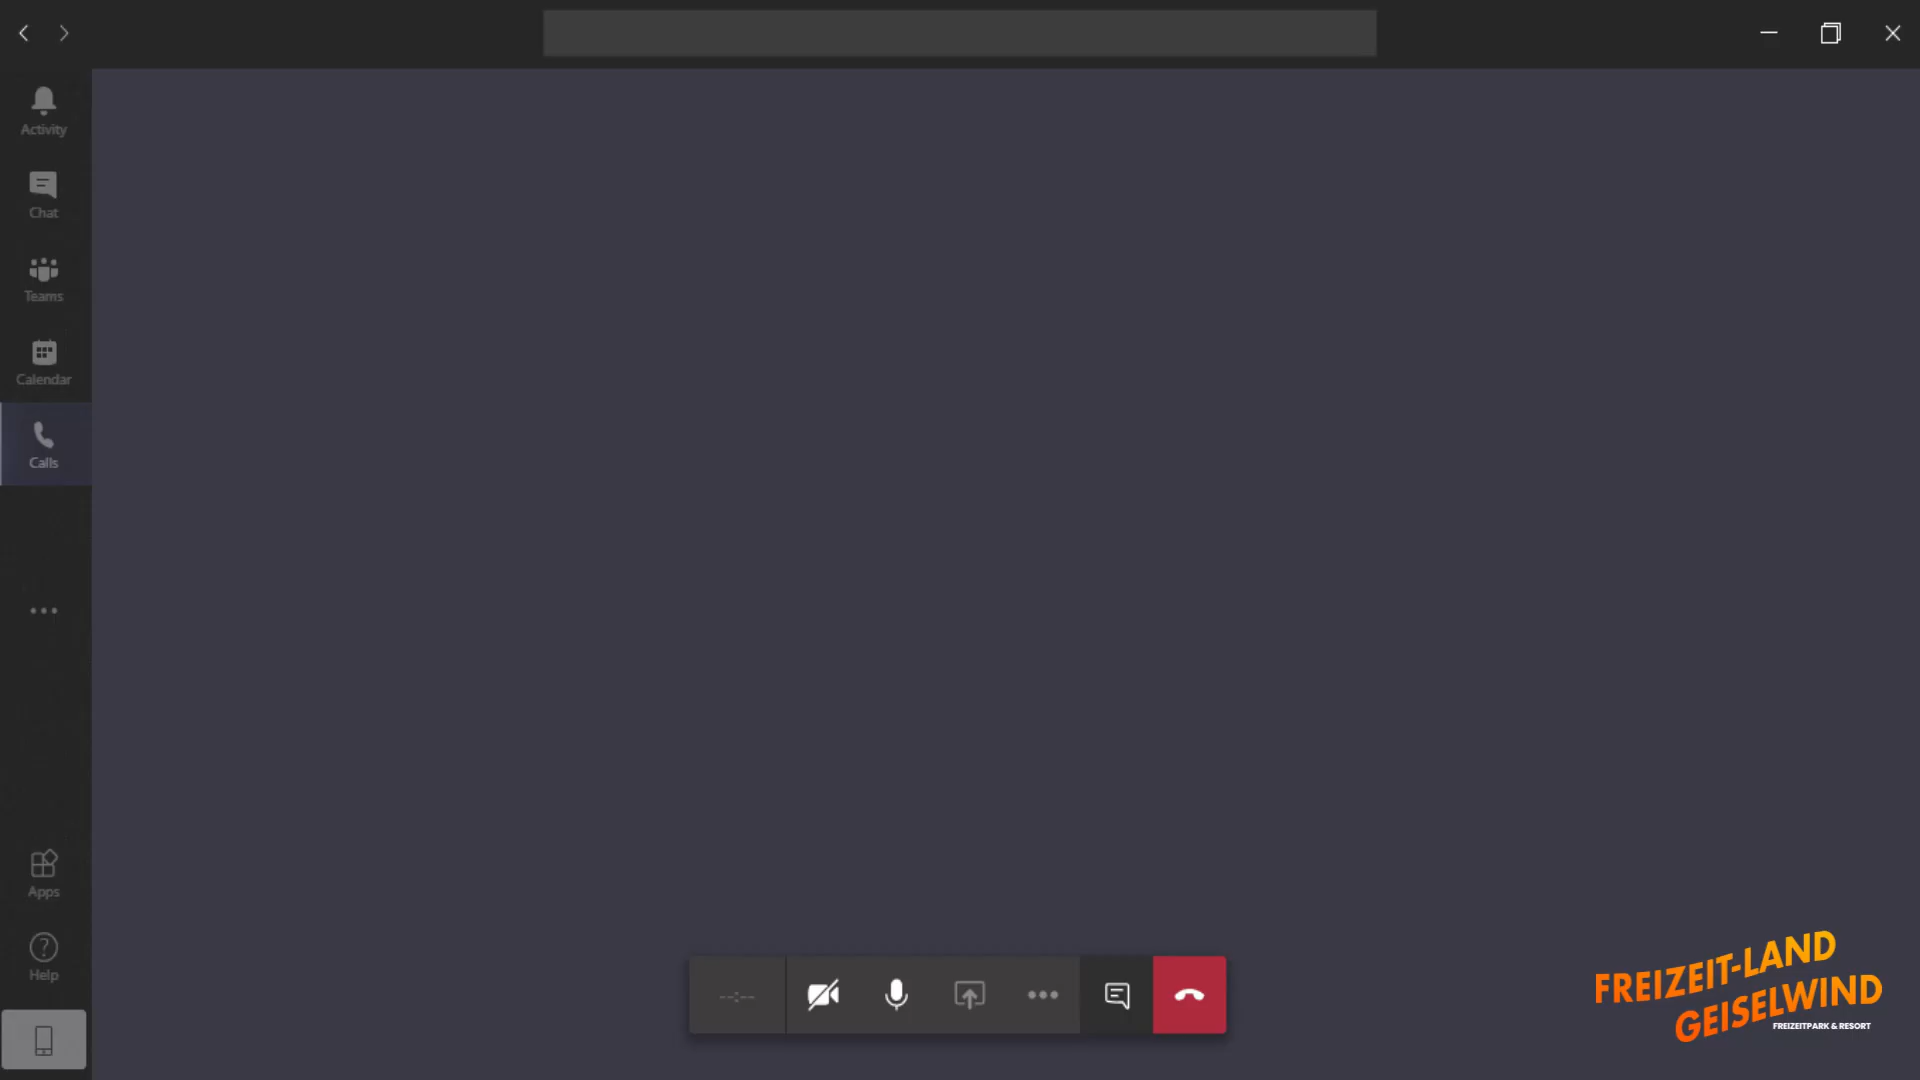 Activity
Chat
Teams
Calendar
Calls
Apps
Help
--:--
FREIZEIT-LAND
GEISELWIND
FREIZEITPARK & RESORT